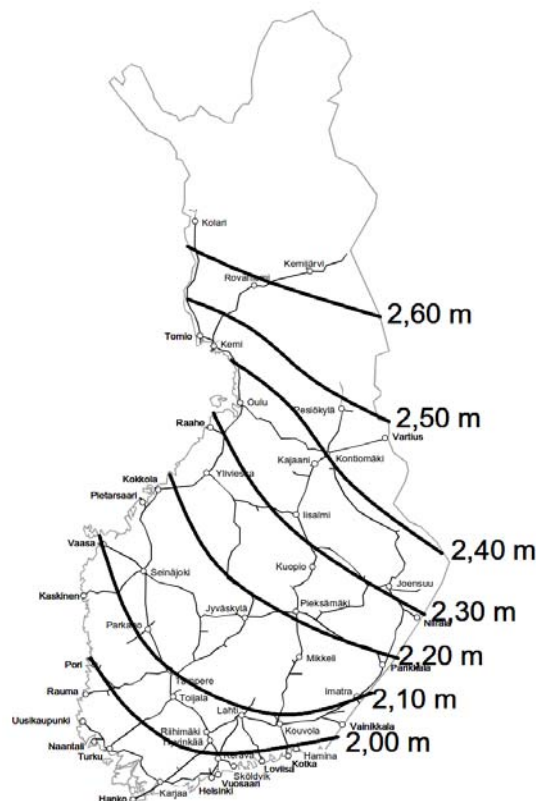 Kolari
Kemijärvi
Rovaniemi
2,60 m
Tornio
Kemi
Oulu
Pesiökylä
2,50 m
Raahe
Vartius
Kajaani
Kontiomäki
Ylivieska
Kokkola
Pietarsaari
Iisalmi
Vaasa
2,40 m
Seinäjoki
Kuopio
Joensuu
Kaskinen
Jyväskylä
Pieksämäki
2,30 m
Niirala
Parkano
Mikkeli
2,20 m
Parikkala
Pori
Tampere
Rauma
Toijala
Imatra
2,10 m
Uusikaupunki
Lahti
Vainikkala
Riihimäki
Kouvola
2,00 m
Naantali
Hyvinkää
Hamina
Turku
Kerava
Loviisa
Kotka
Sköldvik
Vuosaari
Helsinki
Karjaa
Hanko